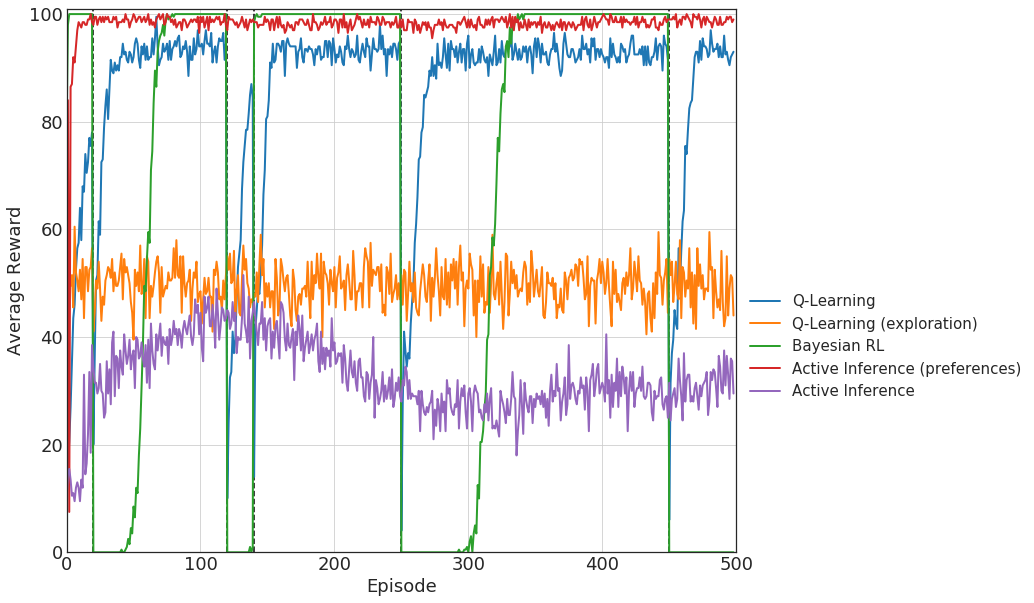 100
80
60
40
20
0
Average Reward
0 100 200 300 400 500
Episode
Q-Learning
Q-Learning (exploration)
Bayesian RL
Active Inference (preferences)
Active Inference